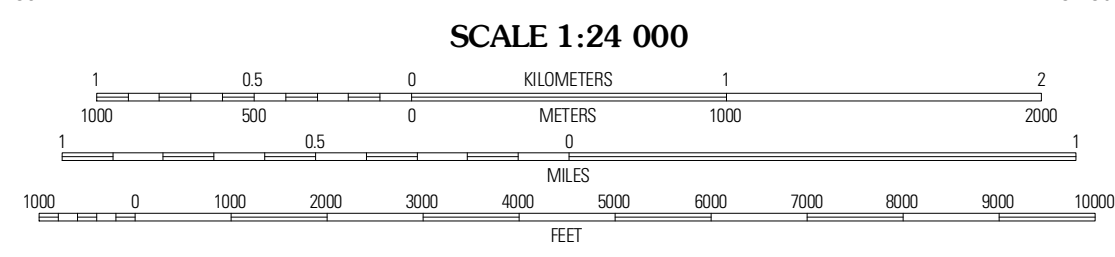 SCALE 1:24 000
1 0.5 0 KILOMETERS 1 2
1000 500 0 METERS 1000 2000
1 0.5 0 1
MILES
1000 0 1000 2000 3000 4000 5000 6000 7000 8000 9000 10000
FEET